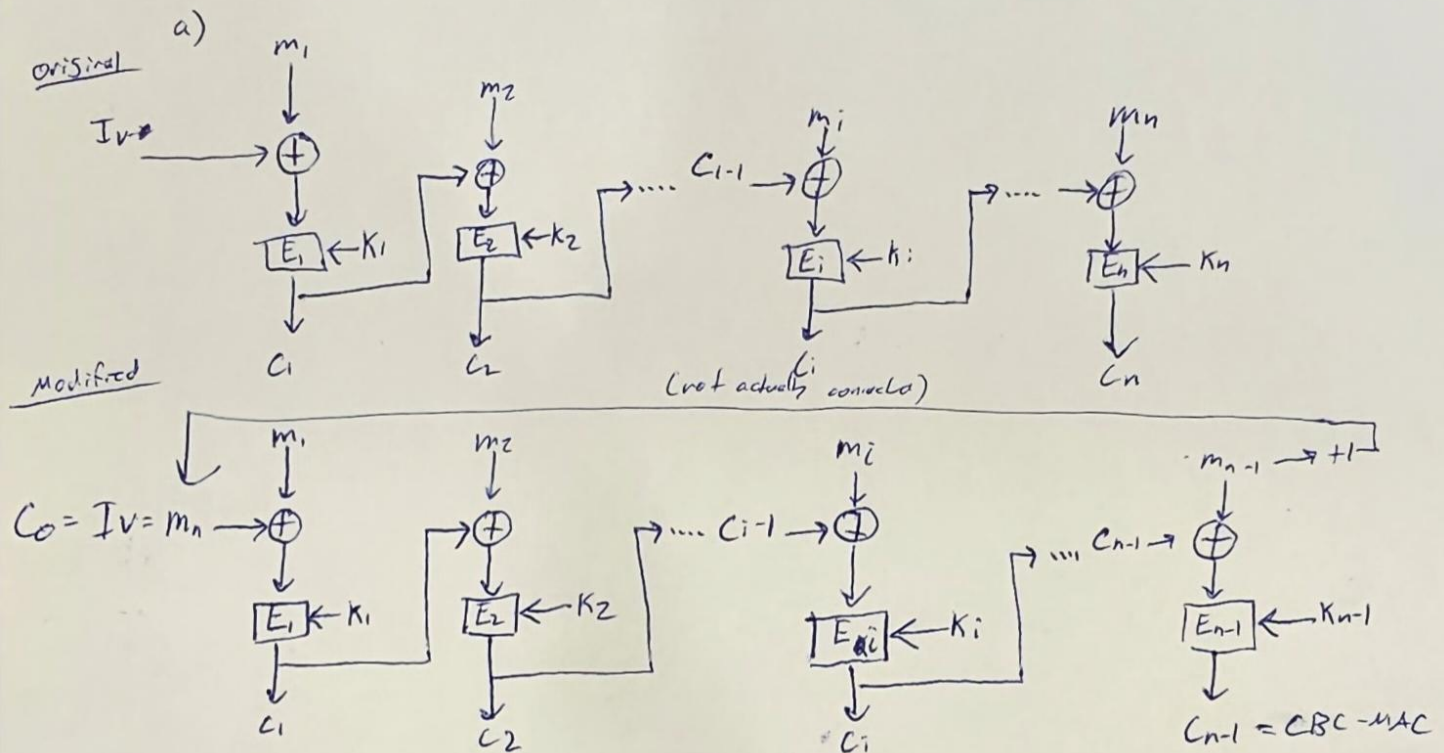 a)
Original
m1
m2
mi
mn
Iv
Ci-1
....
....
E1 K1
E2 K2
Ei Ki
En Kn
C1
C2
Ci
Cn
Modified
(not actually )
m1
m2
mi
mn-1 → +1
C0 = Iv = mn
.... Ci-1
.... Cn-1
E1 K1
E2 K2
Ei Ki
En-1 Kn-1
C1
C2
Ci
Cn-1 = CBC-MAC